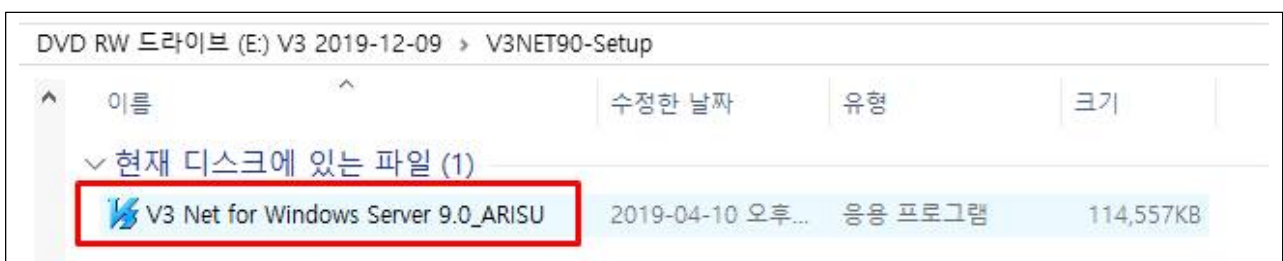 DVD RW 드라이브 (E:) V3 2019-12-09 › V3NET90-Setup
이름 수정한 날짜 유형 크기
현재 디스크에 있는 파일 (1)
V3 Net for Windows Server 9.0_ARISU 2019-04-10 오후... 응용 프로그램 114,557KB